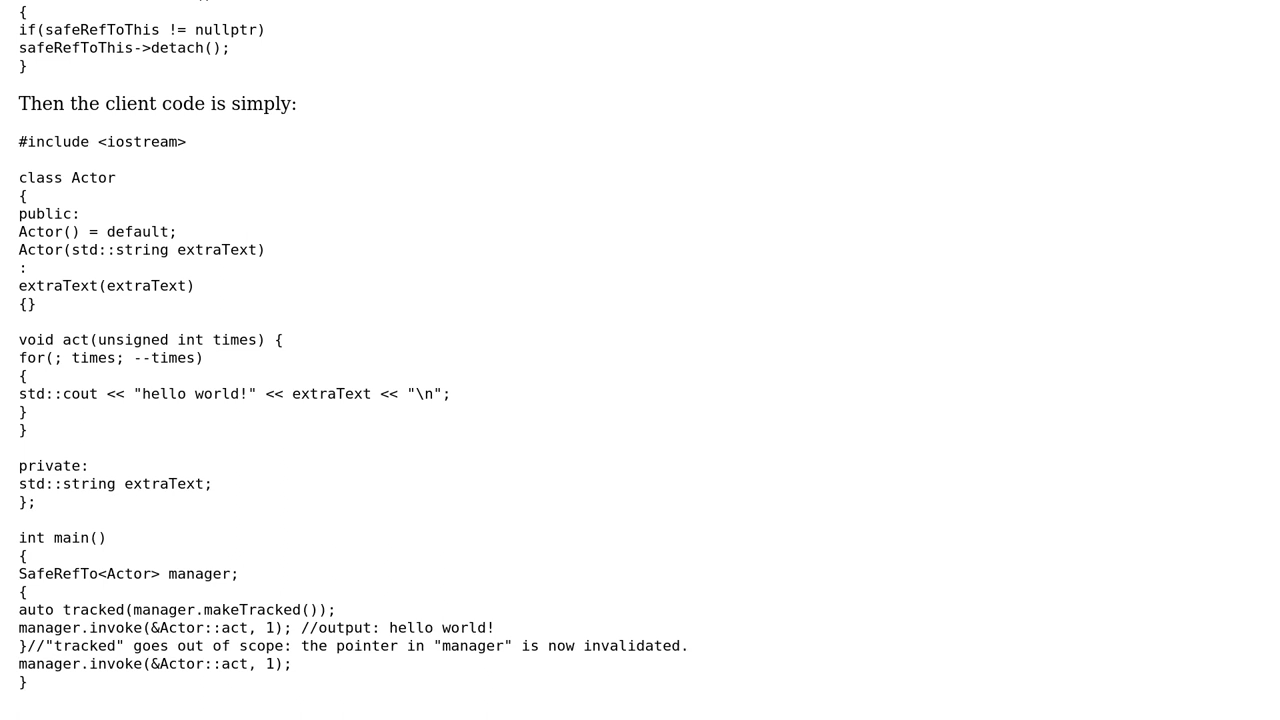 {
if(safeRefToThis != nullptr)
safeRefToThis->detach();
}
Then the client code is simply:
#include <iostream>
class Actor
{
public:
Actor() = default;
Actor(std::string extraText)
:
extraText(extraText)
{}
void act(unsigned int times) {
for(; times; --times)
{
std::cout << "hello world!" << extraText << "\n";
}
}
private:
std::string extraText;
};
int main()
{
SafeRefTo<Actor> manager;
{
auto tracked(manager.makeTracked());
manager.invoke(&Actor::act, 1); //output: hello world!
}//"tracked" goes out of scope: the pointer in "manager" is now invalidated.
manager.invoke(&Actor::act, 1);
}